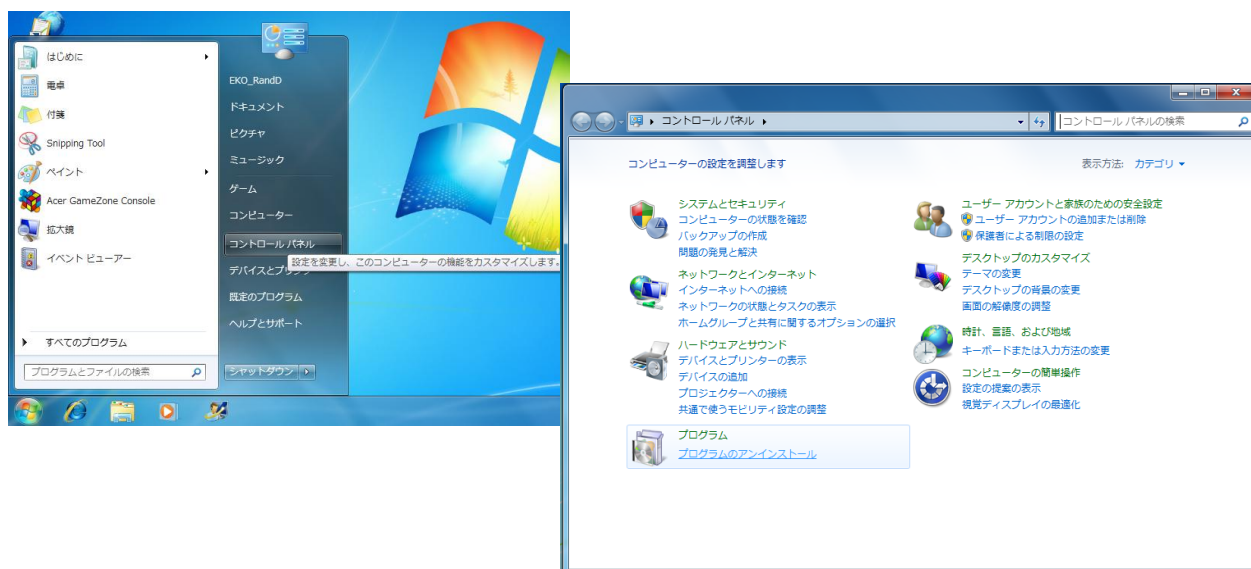 はじめに
電卓
付箋
Snipping Tool
ペイント
Acer GameZone Console
拡大鏡
イベント ビューアー
すべてのプログラム
プログラムとファイルの検索
EKO_RandD
ドキュメント
ピクチャ
ミュージック
ゲーム
コンピューター
コントロール パネル
設定を変更し、このコンピューターの機能をカスタマイズします。
デバイスとプリンター
既定のプログラム
ヘルプとサポート
シャットダウン
コントロール パネル
コントロール パネルの検索
コンピューターの設定を調整します
表示方法: カテゴリ
システムとセキュリティ
コンピューターの状態を確認
バックアップの作成
問題の発見と解決
ネットワークとインターネット
インターネットへの接続
ネットワークの状態とタスクの表示
ホームグループと共有に関するオプションの選択
ハードウェアとサウンド
デバイスとプリンターの表示
デバイスの追加
プロジェクターへの接続
共通で使うモビリティ設定の調整
プログラム
プログラムのアンインストール
ユーザー アカウントと家族のための安全設定
ユーザー アカウントの追加または削除
保護者による制限の設定
デスクトップのカスタマイズ
テーマの変更
デスクトップの背景の変更
画面の解像度の調整
時計、言語、および地域
キーボードまたは入力方法の変更
コンピューターの簡単操作
設定の提案の表示
視覚ディスプレイの最適化